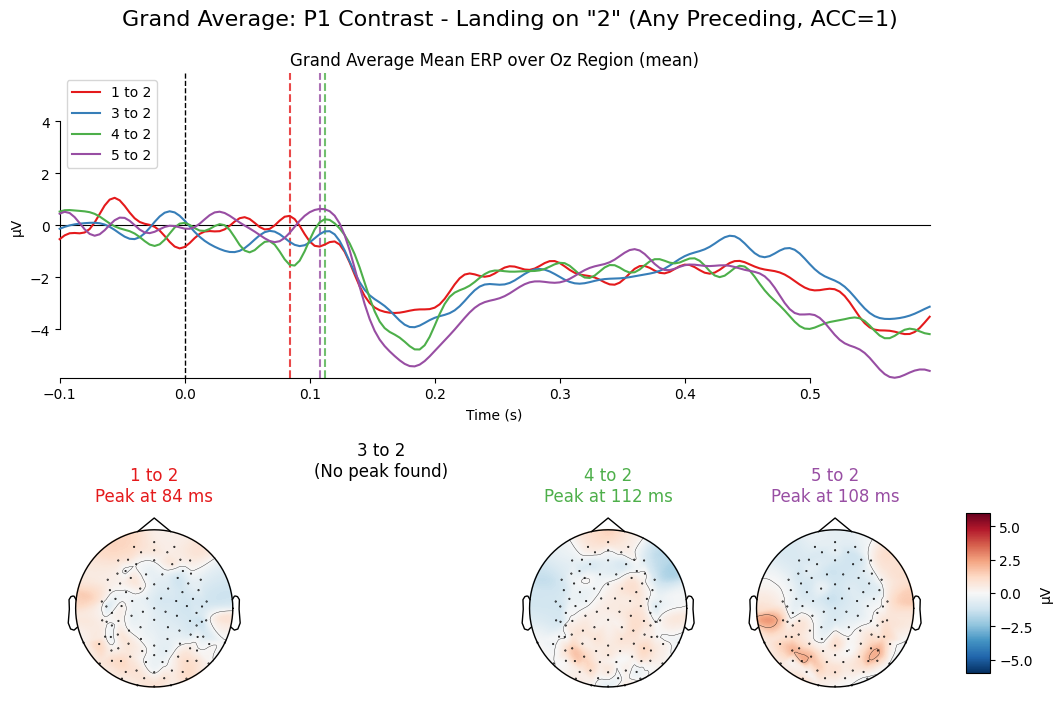 Grand Average: P1 Contrast - Landing on "2" (Any Preceding, ACC=1)
Grand Average Mean ERP over Oz Region (mean)
1 to 2
3 to 2
4 to 2
5 to 2
4
2
0
−2
−4
µV
−0.1
0.0
0.1
0.2
0.3
0.4
0.5
Time (s)
1 to 2
Peak at 84 ms
3 to 2
(No peak found)
4 to 2
Peak at 112 ms
5 to 2
Peak at 108 ms
5.0
2.5
0.0
−2.5
−5.0
µV